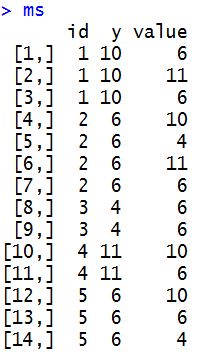 > ms
id y value
[1,] 1 10 6
[2,] 1 10 11
[3,] 1 10 6
[4,] 2 6 10
[5,] 2 6 4
[6,] 2 6 11
[7,] 2 6 6
[8,] 3 4 6
[9,] 3 4 6
[10,] 4 11 10
[11,] 4 11 6
[12,] 5 6 10
[13,] 5 6 6
[14,] 5 6 4